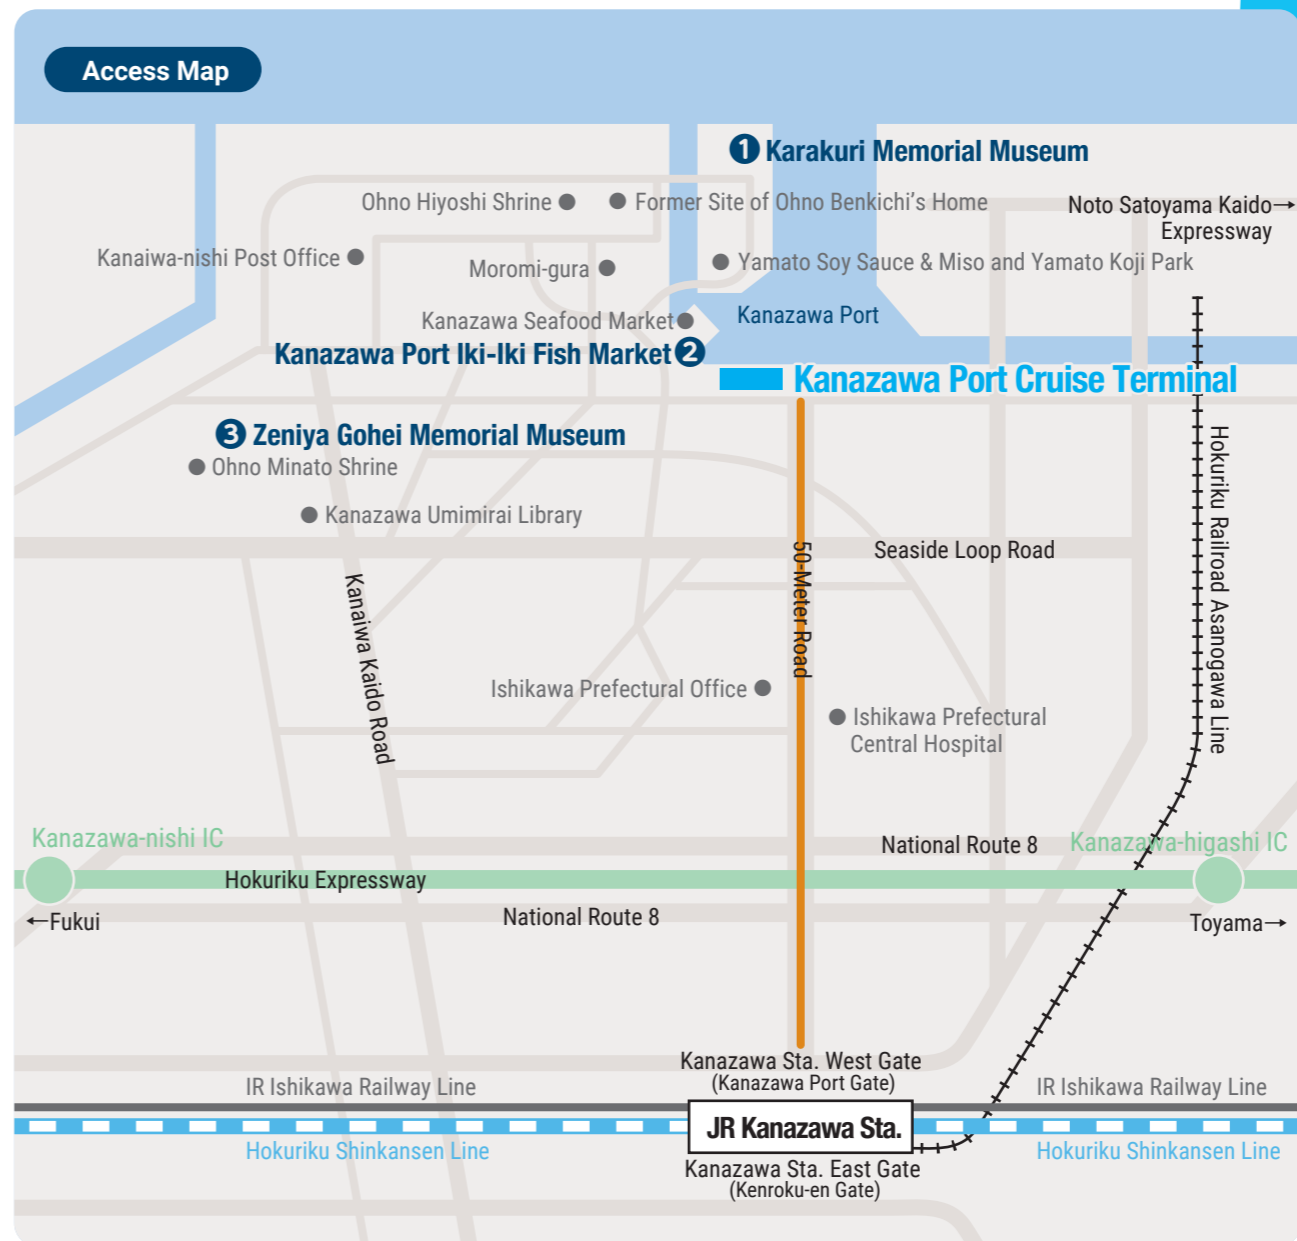 Access Map
❶ Karakuri Memorial Museum
Ohno Hiyoshi Shrine
Former Site of Ohno Benkichi's Home
Noto Satoyama Kaido→
Expressway
Kanaiwa-nishi Post Office
Moromi-gura
Yamato Soy Sauce & Miso and Yamato Koji Park
Kanazawa Seafood Market
Kanazawa Port
Kanazawa Port Iki-Iki Fish Market ❷
Kanazawa Port Cruise Terminal
❸ Zeniya Gohei Memorial Museum
Ohno Minato Shrine
Kanazawa Umimirai Library
Hokuriku Railroad Asanogawa Line
50-Meter Road
Seaside Loop Road
Kanaiwa Kaido Road
Ishikawa Prefectural Office
Ishikawa Prefectural
Central Hospital
Kanazawa-nishi IC
National Route 8
Kanazawa-higashi IC
Hokuriku Expressway
←Fukui
National Route 8
Toyama→
Kanazawa Sta. West Gate
(Kanazawa Port Gate)
IR Ishikawa Railway Line
IR Ishikawa Railway Line
JR Kanazawa Sta.
Hokuriku Shinkansen Line
Hokuriku Shinkansen Line
Kanazawa Sta. East Gate
(Kenroku-en Gate)